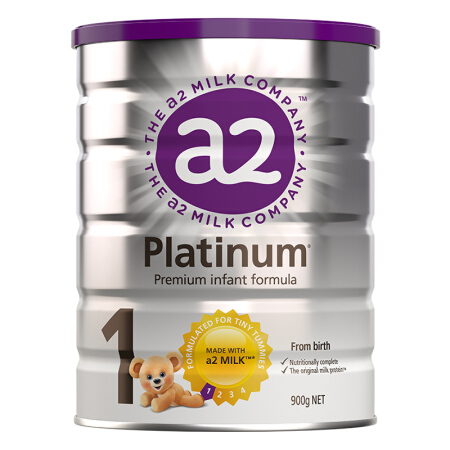 THE a2 MILK COMPANY™
a2
THE a2 MILK COMPANY
Platinum®
Premium infant formula
1
FORMULATED FOR TINY TUMMIES
MADE WITH
a2 MILK™*
1 2 3 4
From birth
✓ Nutritionally complete
✓ The original milk protein™
900g NET